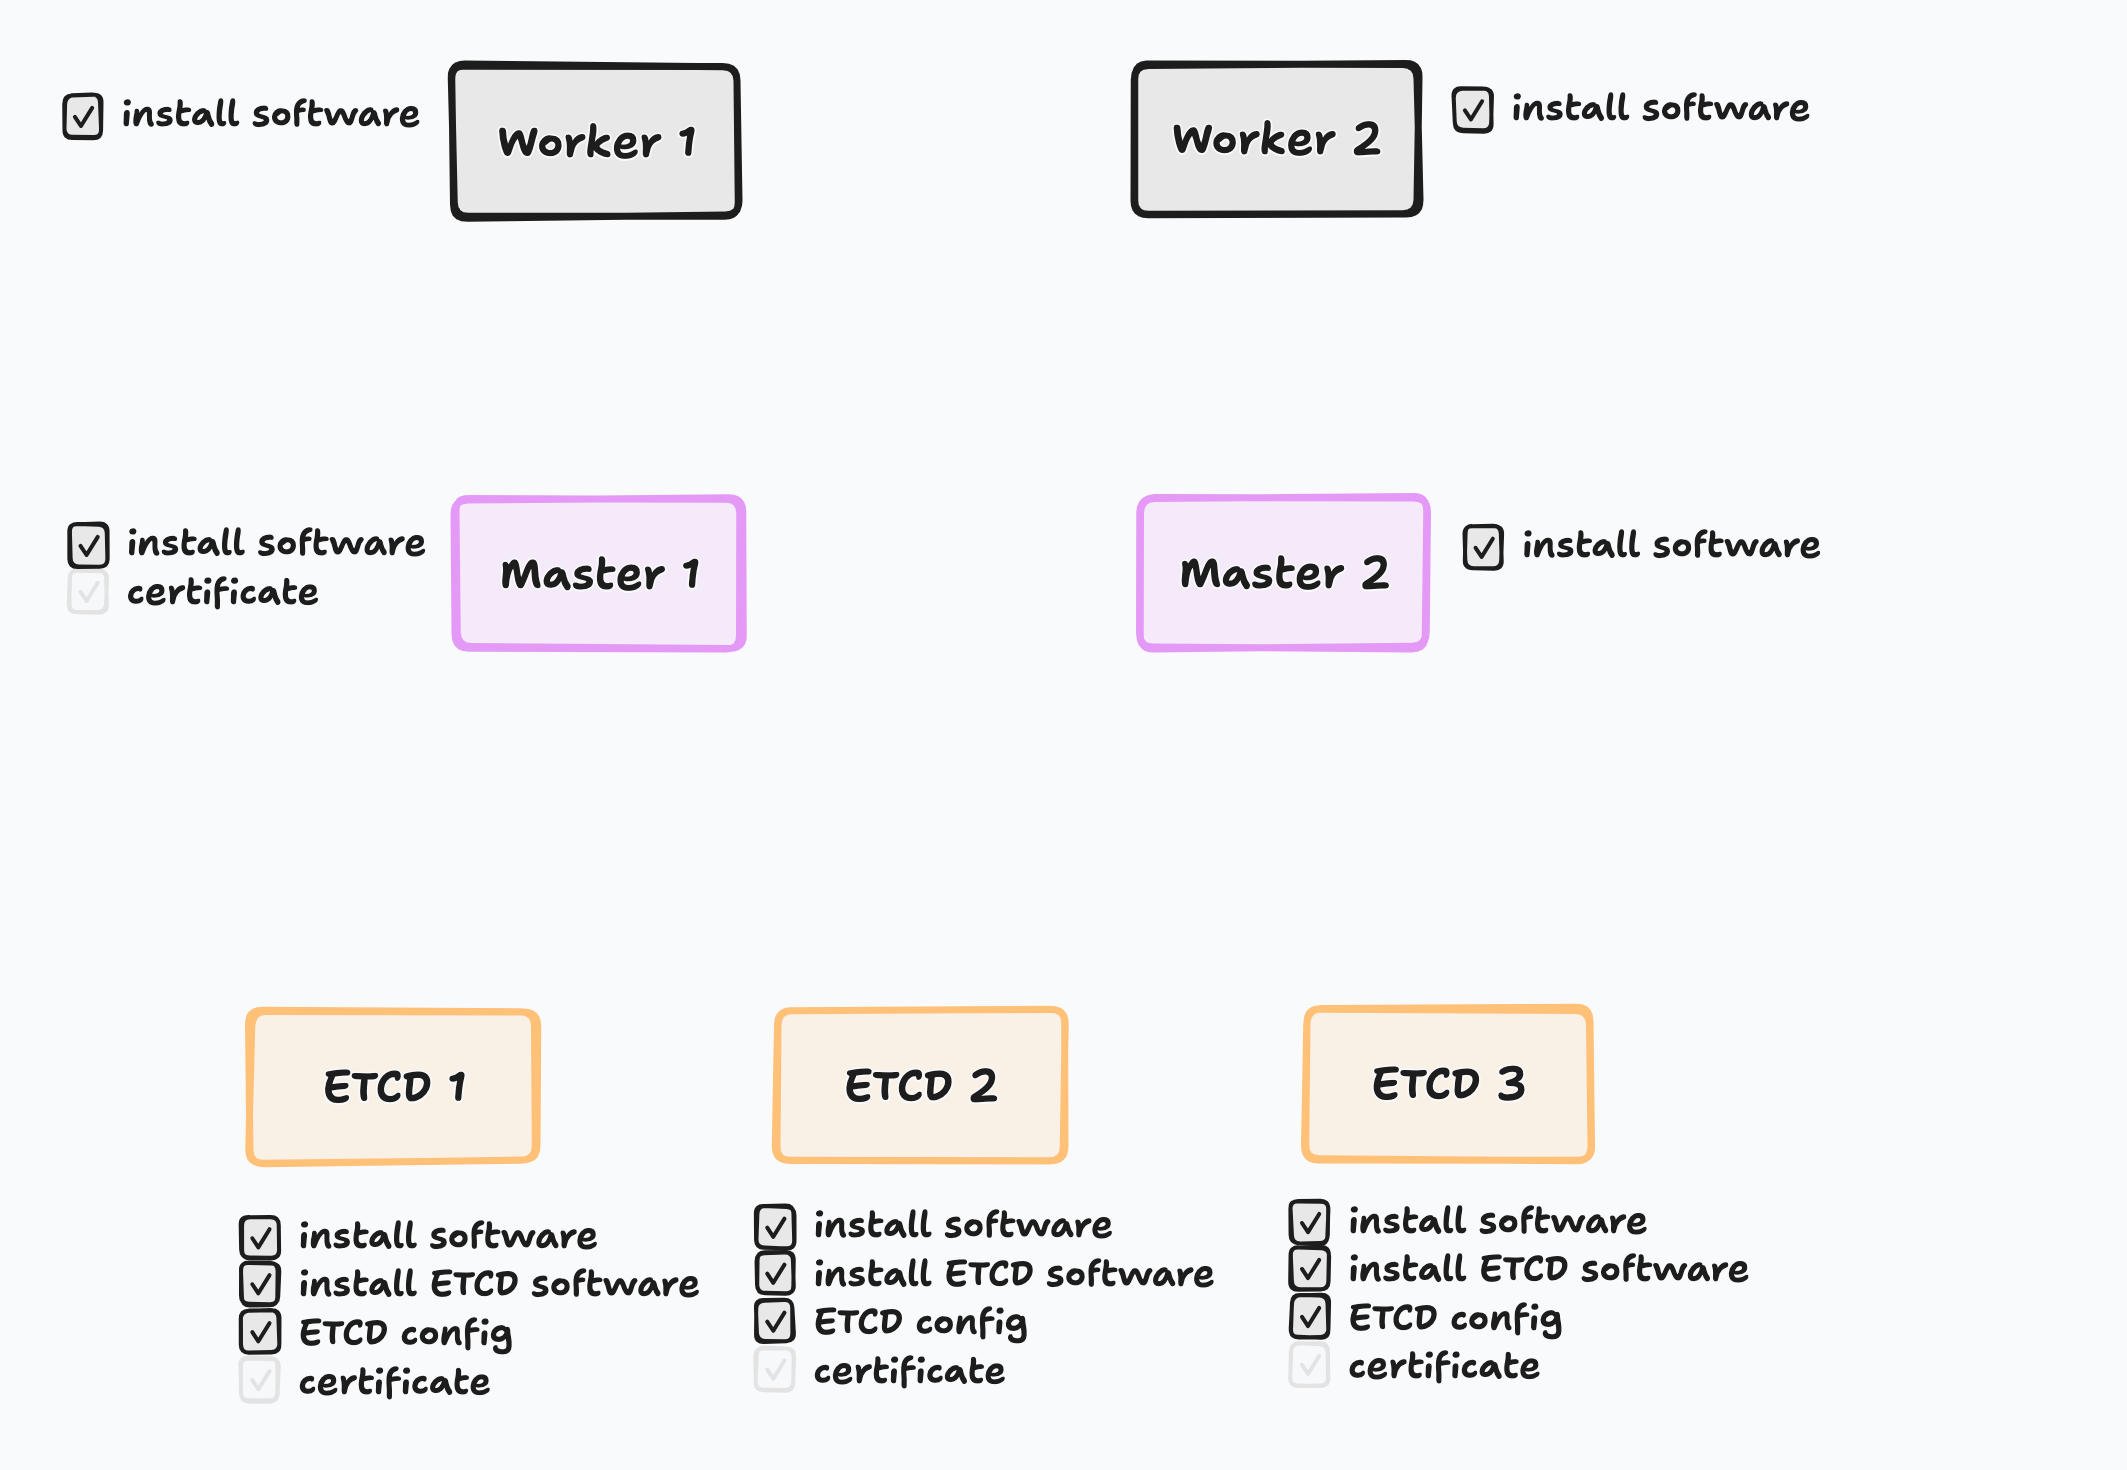 install software
Worker 1
Worker 2
install software
install software
certificate
Master 1
Master 2
install software
ETCD 1
ETCD 2
ETCD 3
install software
install ETCD software
ETCD config
certificate
install software
install ETCD software
ETCD config
certificate
install software
install ETCD software
ETCD config
certificate